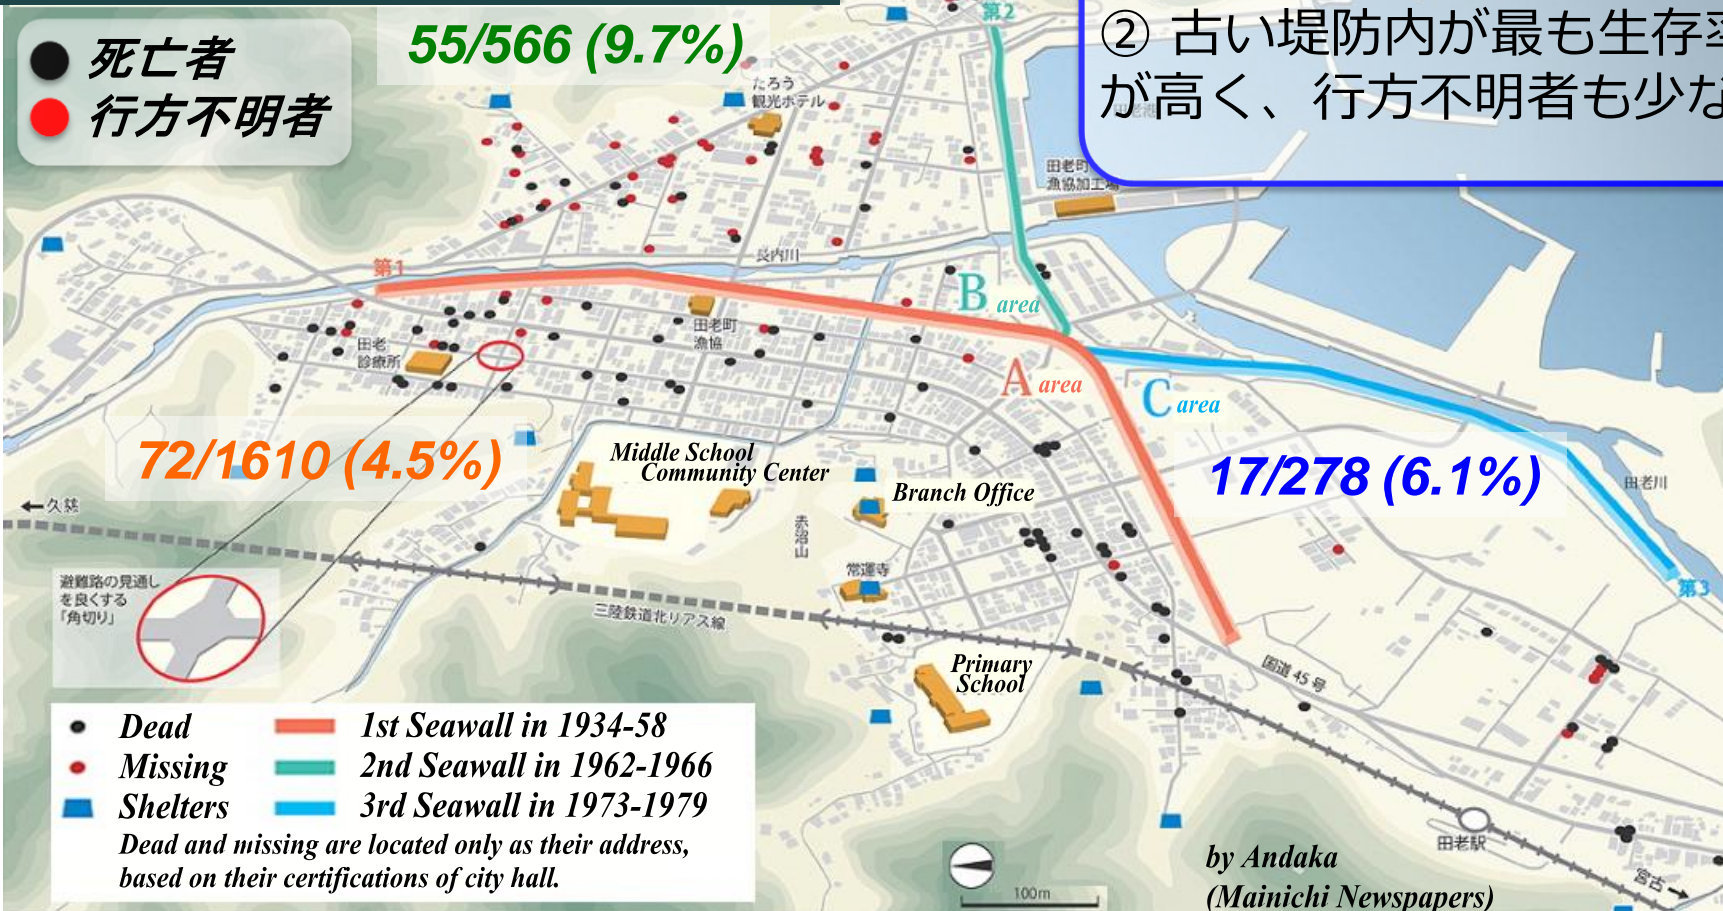 死亡者
行方不明者
55/566 (9.7%)
第2
② 古い堤防内が最も生存率
が高く、行方不明者も少な
たろう
観光ホテル
田老町
漁協加工場
長内川
第1
B area
田老町
漁協
田老
診療所
A area
C area
72/1610 (4.5%)
Middle School
Community Center
Branch Office
17/278 (6.1%)
田老川
←久慈
赤沼山
避難路の見通し
を良くする
「角切り」
常運寺
三陸鉄道北リアス線
第3
Primary
School
国道45号
Dead
1st Seawall in 1934-58
Missing
2nd Seawall in 1962-1966
Shelters
3rd Seawall in 1973-1979
Dead and missing are located only as their address,
based on their certifications of city hall.
100m
by Andaka
(Mainichi Newspapers)
田老駅
宮古→